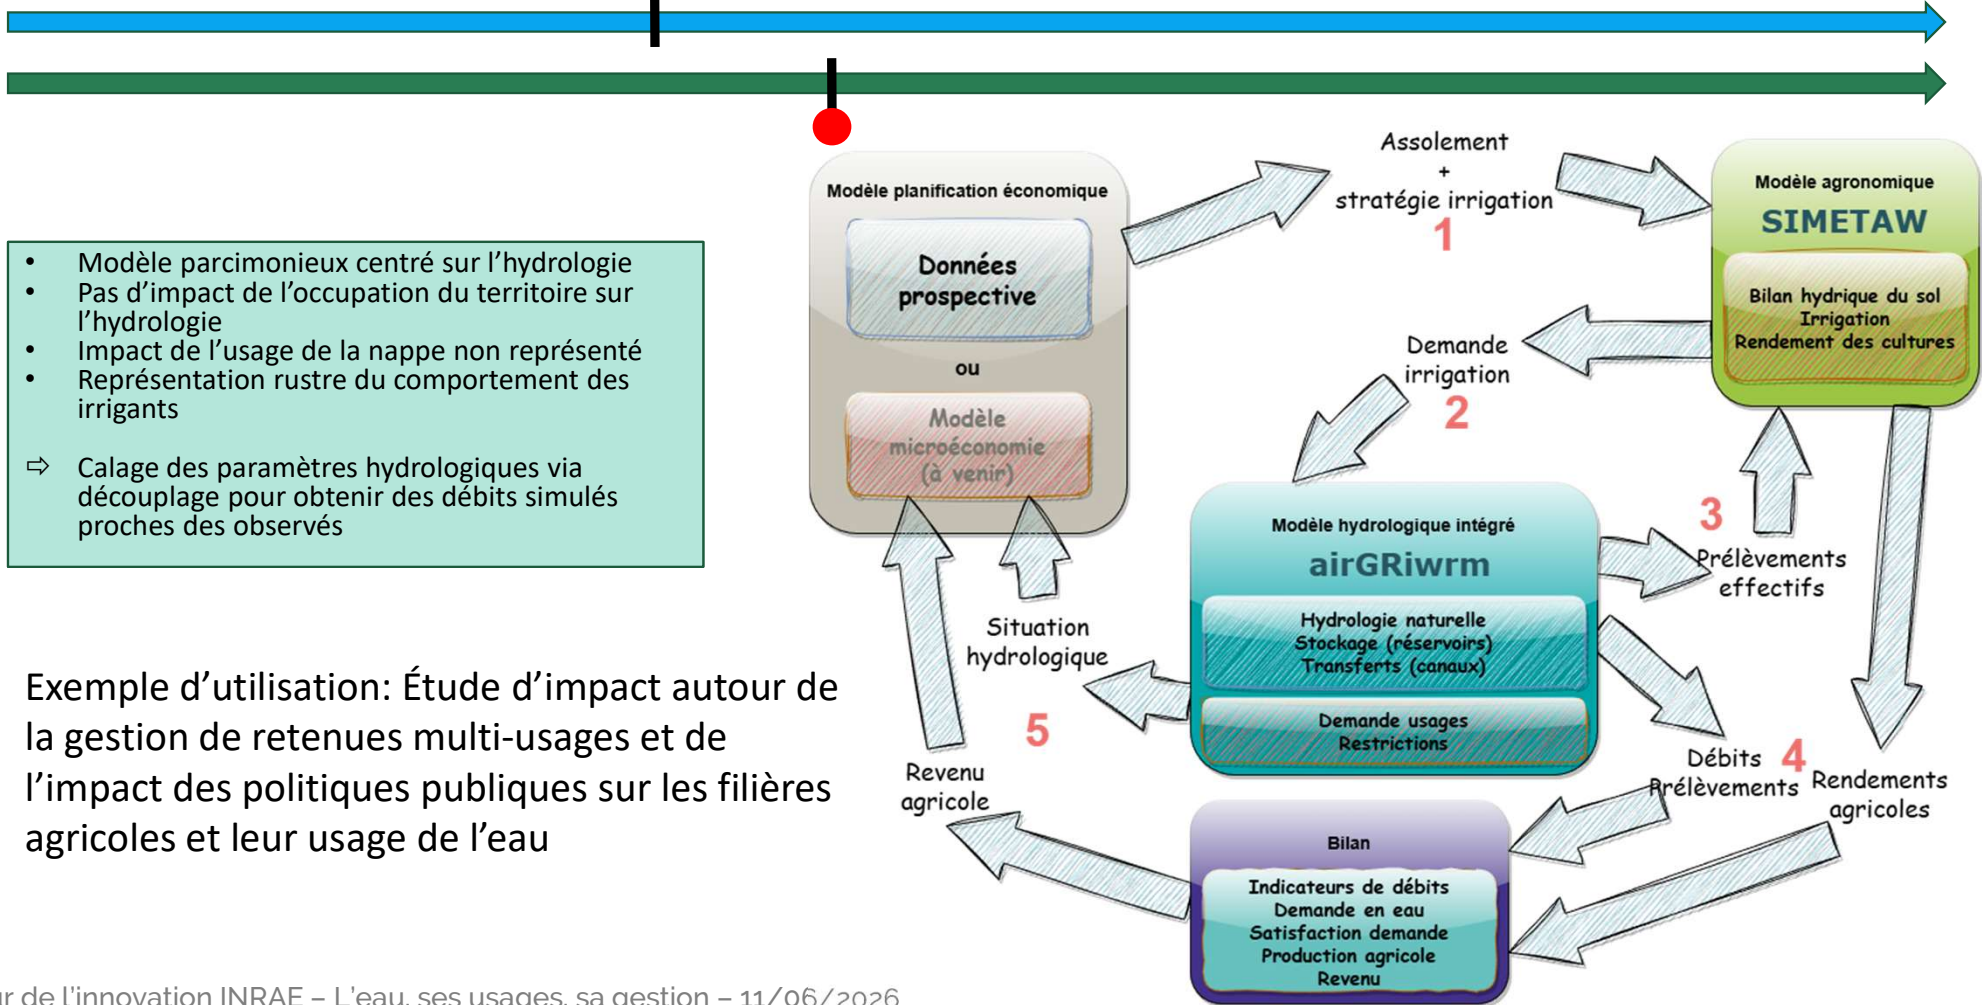 • Modèle parcimonieux centré sur l’hydrologie
• Pas d’impact de l’occupation du territoire sur
l’hydrologie
• Impact de l’usage de la nappe non représenté
• Représentation rustre du comportement des
irrigants
⇨ Calage des paramètres hydrologiques via
découplage pour obtenir des débits simulés
proches des observés
Exemple d’utilisation: Étude d’impact autour de
la gestion de retenues multi-usages et de
l’impact des politiques publiques sur les filières
agricoles et leur usage de l’eau
Modèle planification économique
Données
prospective
ou
Modèle
microéconomie
(à venir)
Assolement
+
stratégie irrigation
1
Modèle agronomique
SIMETAW
Bilan hydrique du sol
Irrigation
Rendement des cultures
Demande
irrigation
2
Modèle hydrologique intégré
airGRiwrm
Hydrologie naturelle
Stockage (réservoirs)
Transferts (canaux)
Demande usages
Restrictions
3
Prélèvements
effectifs
Situation
hydrologique
5
Débits
Prélèvements
4
Rendements
agricoles
Revenu
agricole
Bilan
Indicateurs de débits
Demande en eau
Satisfaction demande
Production agricole
Revenu
de l’innovation INRAE – L’eau, ses usages, sa gestion – 11/06/2026